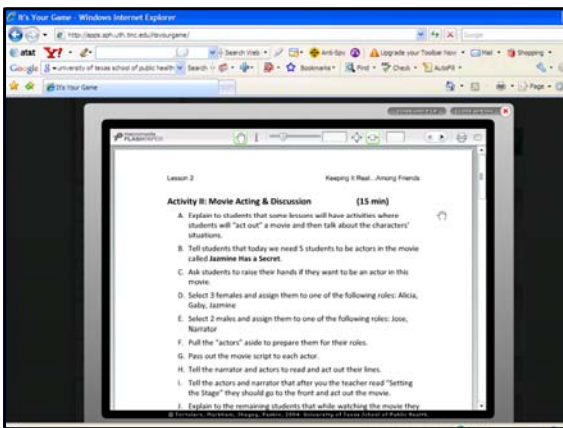 It's Your Game - Windows Internet Explorer
Search Web
Anti-Spy
Upgrade your Toolbar Now
Mail
Shopping
Google
university of texas school of public health
Search
Bookmarks
Find
Check
AutoFill
It's Your Game
Page
FLASHPAPER
Lesson 2 Keeping It Real...Among Friends
Activity II: Movie Acting & Discussion (15 min)
A. Explain to students that some lessons will have activities where
students will "act out" a movie and then talk about the characters'
situations.
B. Tell students that today we need 5 students to be actors in the movie
called Jazmine Has a Secret.
C. Ask students to raise their hands if they want to be an actor in this
movie.
D. Select 3 females and assign them to one of the following roles: Alicia,
Gaby, Jazmine
E. Select 2 males and assign them to one of the following roles: Jose,
Narrator
F. Pull the "actors" aside to prepare them for their roles.
G. Pass out the movie script to each actor.
H. Tell the narrator and actors to read and act out their lines.
I. Tell the actors and narrator that after you the teacher read "Setting
the Stage" they should go to the front and act out the movie.
J. Explain to the remaining students that while watching the movie they
University of Texas School of Public Health.